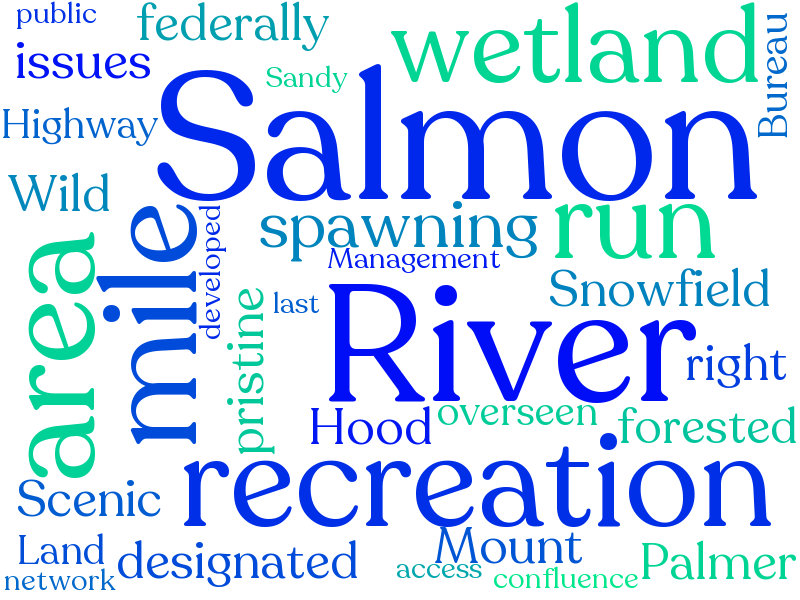 public
federally
wetland
Bureau
issues
Sandy
Salmon
Highway
Wild
developed
mile
spawning
run
area
Management
Snowfield
pristine
last
River
right
Hood
overseen
forested
recreation
Scenic
Mount
Land
designated
Palmer
network
access
confluence